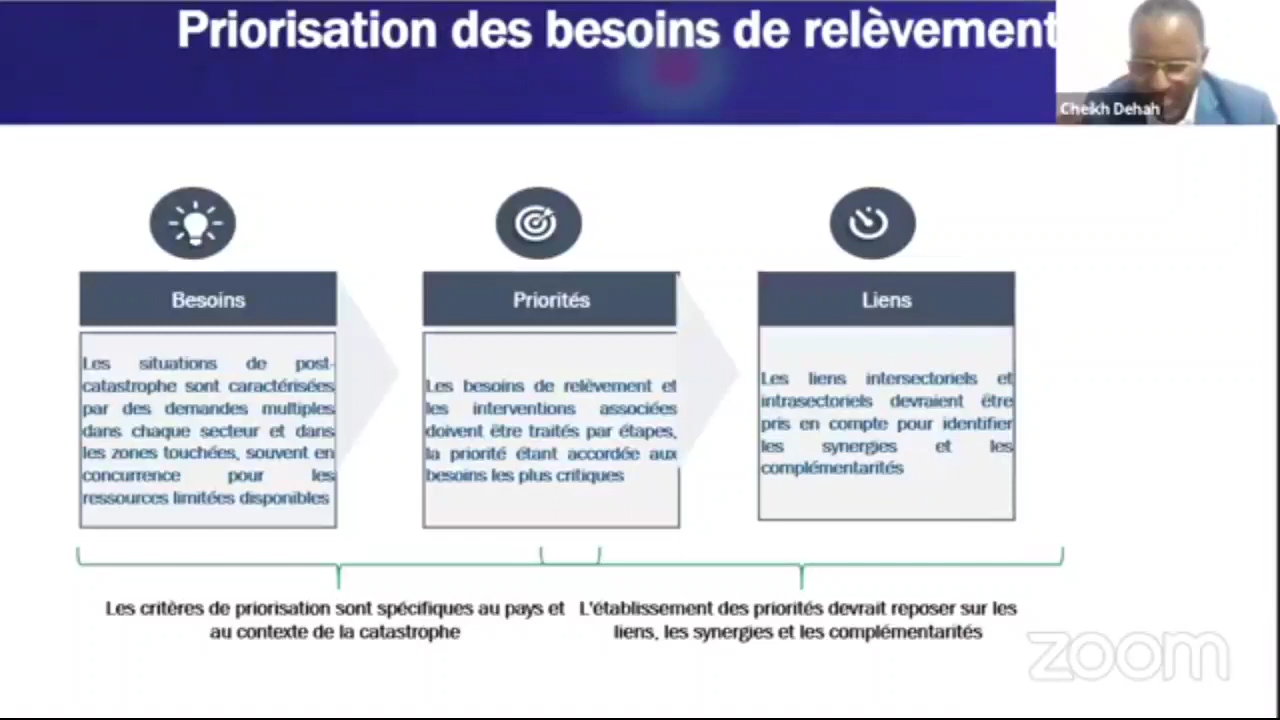 Priorisation des besoins de relèvement
Cheikh Dehah
Besoins
Les situations de post-
catastrophe sont caractérisées
par des demandes multiples
dans chaque secteur et dans
les zones touchées, souvent en
concurrence pour les
ressources limitées disponibles
Priorités
Les besoins de relèvement et
les interventions associées
doivent être traités par étapes,
la priorité étant accordée aux
besoins les plus critiques
Liens
Les liens intersectoriels et
intrasectoriels devraient être
pris en compte pour identifier
les synergies et les
complémentarités
Les critères de priorisation sont spécifiques au pays et
au contexte de la catastrophe
L'établissement des priorités devrait reposer sur les
liens, les synergies et les complémentarités
zoom